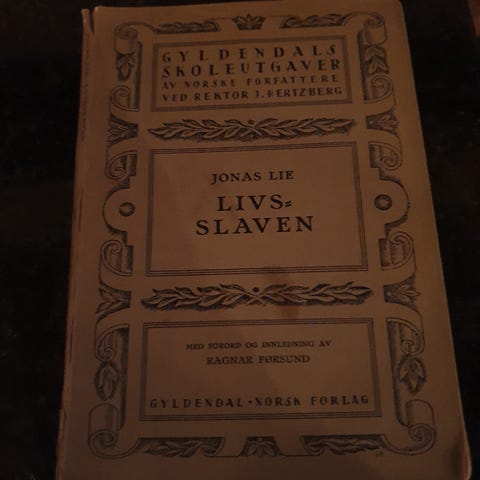 GYLDENDALS
SKOLEUTGAVER
AV NORSKE FORFATTERE
VED REKTOR J. HERTZBERG
JONAS LIE
LIVS=
SLAVEN
MED FORORD OG INNLEDNING AV
RAGNAR FØRSUND
GYLDENDAL • NORSK FORLAG